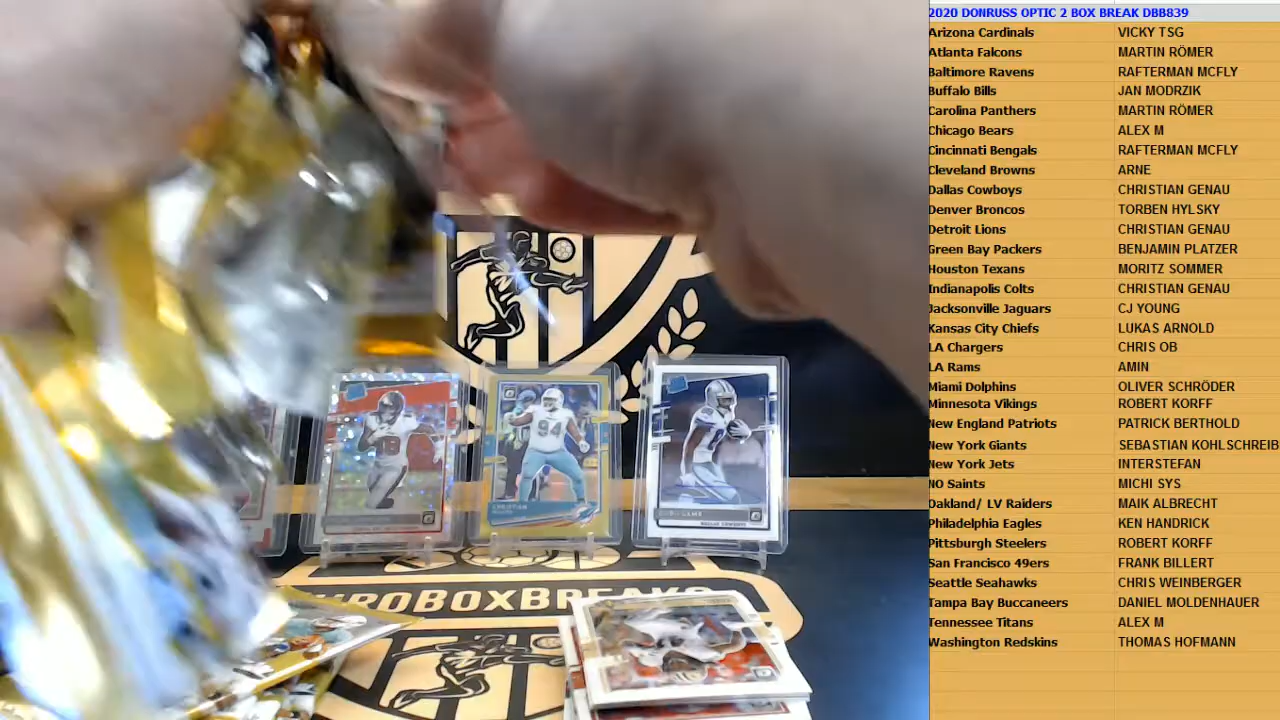 2020 DONRUSS OPTIC 2 BOX BREAK DBB839
Arizona Cardinals VICKY TSG
Atlanta Falcons MARTIN RÖMER
Baltimore Ravens RAFTERMAN MCFLY
Buffalo Bills JAN MODRZIK
Carolina Panthers MARTIN RÖMER
Chicago Bears ALEX M
Cincinnati Bengals RAFTERMAN MCFLY
Cleveland Browns ARNE
Dallas Cowboys CHRISTIAN GENAU
Denver Broncos TORBEN HYLSKY
Detroit Lions CHRISTIAN GENAU
Green Bay Packers BENJAMIN PLATZER
Houston Texans MORITZ SOMMER
Indianapolis Colts CHRISTIAN GENAU
Jacksonville Jaguars CJ YOUNG
Kansas City Chiefs LUKAS ARNOLD
LA Chargers CHRIS OB
LA Rams AMIN
Miami Dolphins OLIVER SCHRÖDER
Minnesota Vikings ROBERT KORFF
New England Patriots PATRICK BERTHOLD
New York Giants SEBASTIAN KOHLSCHREIB
New York Jets INTERSTEFAN
NO Saints MICHI SYS
Oakland/ LV Raiders MAIK ALBRECHT
Philadelphia Eagles KEN HANDRICK
Pittsburgh Steelers ROBERT KORFF
San Francisco 49ers FRANK BILLERT
Seattle Seahawks CHRIS WEINBERGER
Tampa Bay Buccaneers DANIEL MOLDENHAUER
Tennessee Titans ALEX M
Washington Redskins THOMAS HOFMANN
94
CHRISTIAN
DALLAS COWBOYS
ROBOXBREAKS